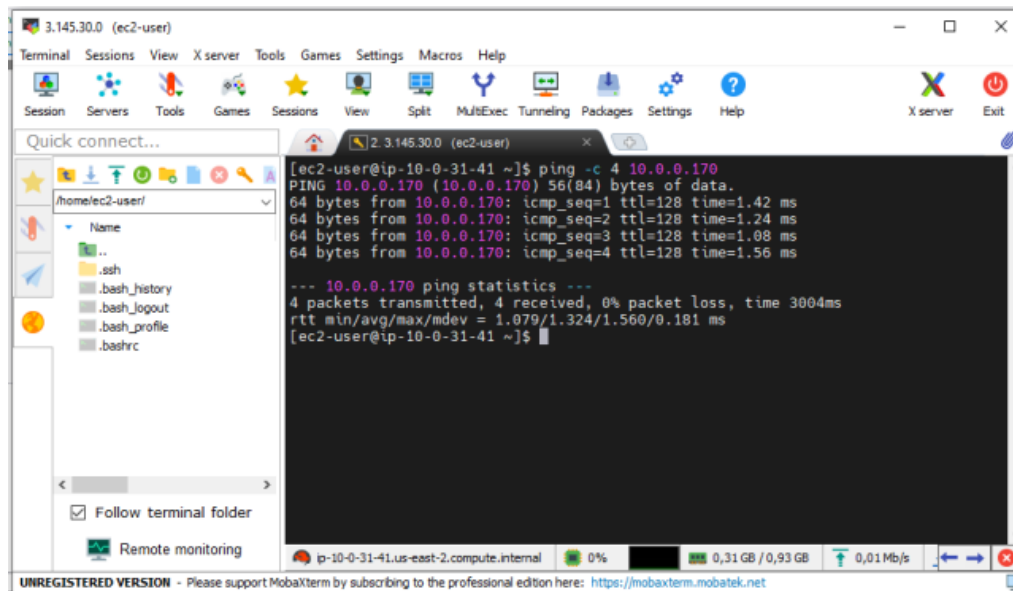 3.145.30.0 (ec2-user)
Terminal Sessions View X server Tools Games Settings Macros Help
Session Servers Tools Games Sessions View Split MultiExec Tunneling Packages Settings Help X server Exit
Quick connect...
2. 3.145.30.0 (ec2-user)
/home/ec2-user/
Name
..
.ssh
.bash_history
.bash_logout
.bash_profile
.bashrc
Follow terminal folder
Remote monitoring
[ec2-user@ip-10-0-31-41 ~]$ ping -c 4 10.0.0.170
PING 10.0.0.170 (10.0.0.170) 56(84) bytes of data.
64 bytes from 10.0.0.170: icmp_seq=1 ttl=128 time=1.42 ms
64 bytes from 10.0.0.170: icmp_seq=2 ttl=128 time=1.24 ms
64 bytes from 10.0.0.170: icmp_seq=3 ttl=128 time=1.08 ms
64 bytes from 10.0.0.170: icmp_seq=4 ttl=128 time=1.56 ms
--- 10.0.0.170 ping statistics ---
4 packets transmitted, 4 received, 0% packet loss, time 3004ms
rtt min/avg/max/mdev = 1.079/1.324/1.560/0.181 ms
[ec2-user@ip-10-0-31-41 ~]$
ip-10-0-31-41.us-east-2.compute.internal 0% 0,31 GB / 0,93 GB 0,01 Mb/s
UNREGISTERED VERSION - Please support MobaXterm by subscribing to the professional edition here: https://mobaxterm.mobatek.net